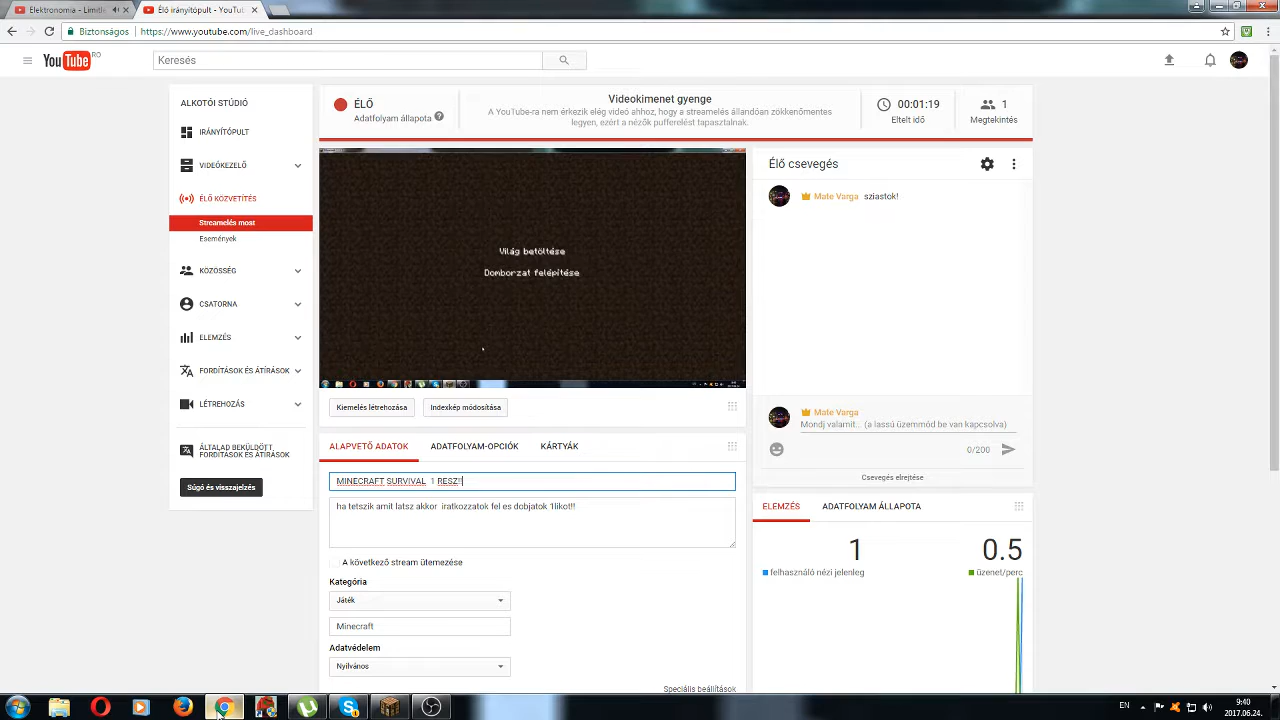 Elektronomia - Limitle
Élő irányítópult - YouTut
Biztonságos
https://www.youtube.com/live_dashboard
YouTube RO
Keresés
ALKOTÓI STÚDIÓ
IRÁNYÍTÓPULT
VIDEÓKEZELŐ
ÉLŐ KÖZVETÍTÉS
Streamelés most
Események
KÖZÖSSÉG
CSATORNA
ELEMZÉS
FORDÍTÁSOK ÉS ÁTÍRÁSOK
LÉTREHOZÁS
ÁLTALAD BEKÜLDÖTT
FORDÍTÁSOK ÉS ÁTÍRÁSOK
Súgó és visszajelzés
ÉLŐ
Adatfolyam állapota
Videokimenet gyenge
A YouTube-ra nem érkezik elég videó ahhoz, hogy a streamelés állandóan zökkenőmentes
legyen, ezért a nézők pufferelést tapasztalnak.
00:01:19
Eltelt idő
1
Megtekintés
Világ betöltése
Domborzat felépítése
Kiemelés létrehozása
Indexkép módosítása
ALAPVETŐ ADATOK
ADATFOLYAM-OPCIÓK
KÁRTYÁK
MINECRAFT SURVIVAL 1 RESZ!!
ha tetszik amit latsz akkor iratkozzatok fel es dobjatok 1likot!!
A következő stream ütemezése
Kategória
Játék
Minecraft
Adatvédelem
Nyilvános
Speciális beállítások
Élő csevegés
Mate Varga sziastok!
Mate Varga
Mondj valamit... (a lassú üzemmód be van kapcsolva)
0/200
Csevegés elrejtése
ELEMZÉS
ADATFOLYAM ÁLLAPOTA
1
felhasználó nézi jelenleg
0.5
üzenet/perc
EN
9:40
2017.06.24.